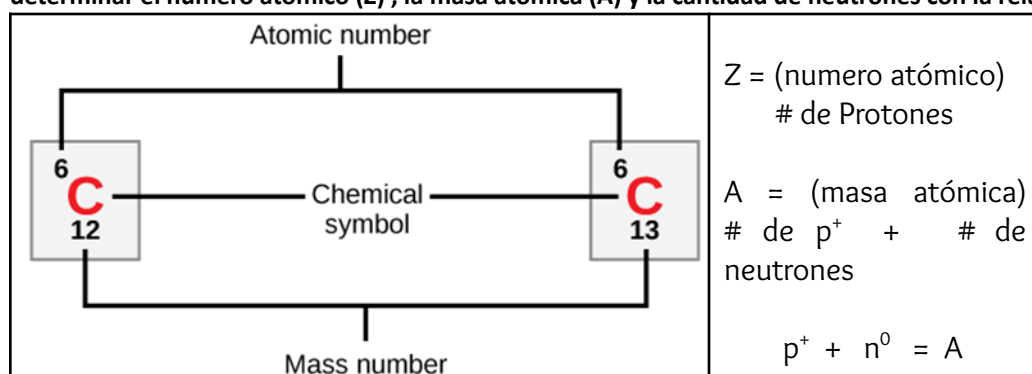 determinar el numero atómico (Z) , la masa atómica (A) y la cantidad de neutrones con la
Atomic number
6
C
12
Chemical
symbol
6
C
13
Mass number
Z = (numero atómico)
# de Protones
A = (masa atómica)
# de p⁺ + # de
neutrones
p⁺ + n⁰ = A